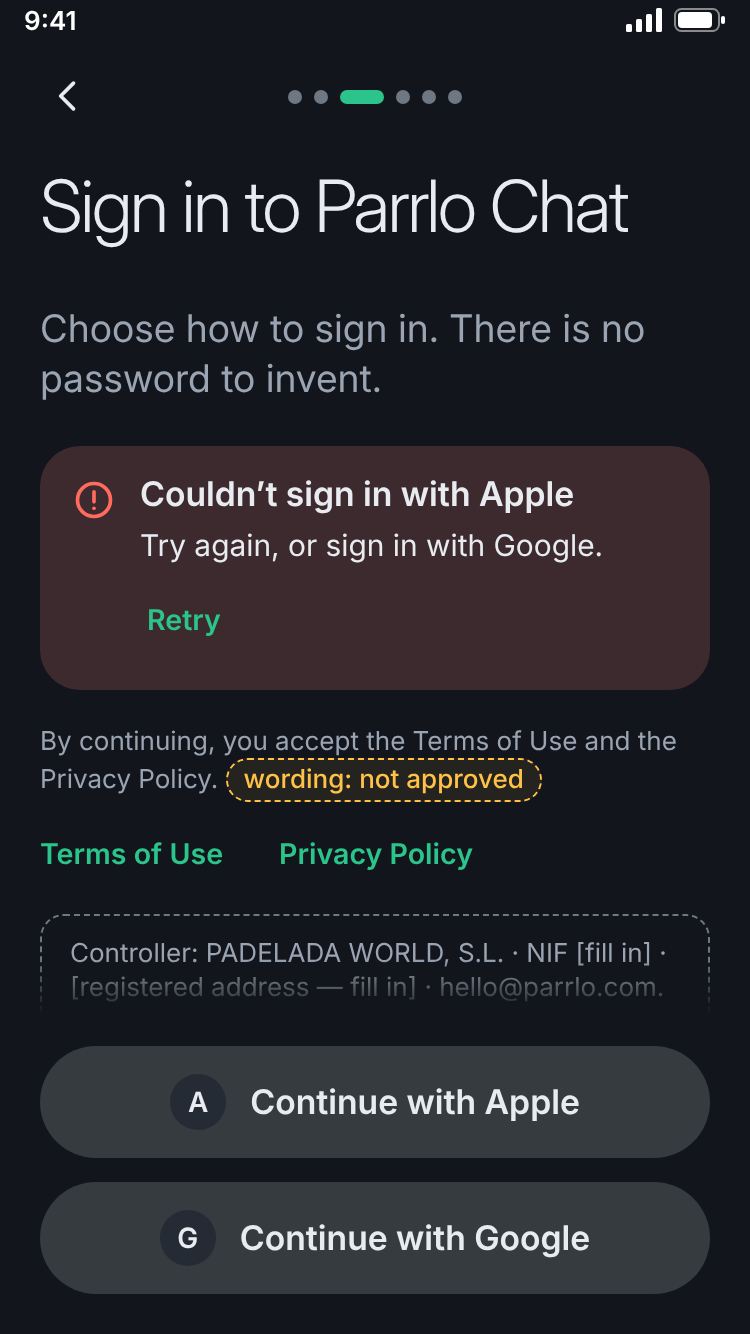 9:41
Sign in to Parrlo Chat
Choose how to sign in. There is no
password to invent.
Couldn’t sign in with Apple
Try again, or sign in with Google.
Retry
By continuing, you accept the Terms of Use and the
Privacy Policy. wording: not approved
Terms of Use Privacy Policy
Controller: PADELADA WORLD, S.L. · NIF [fill in] ·
[registered address — fill in] · hello@parrlo.com.
A Continue with Apple
G Continue with Google